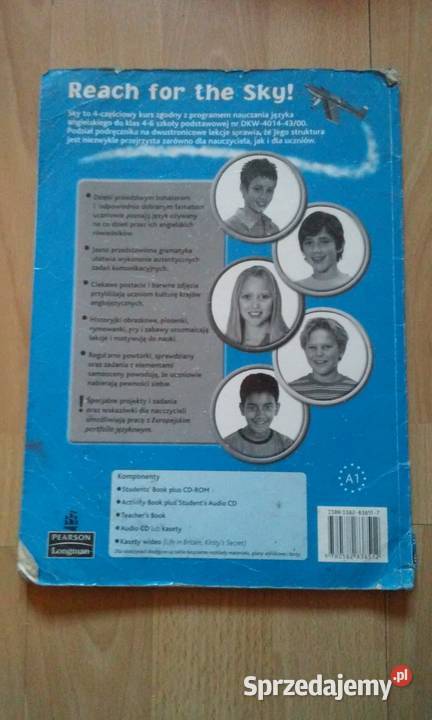 Reach for the Sky!
Sky to 4-częściowy kurs zgodny z programem nauczania języka
angielskiego do klas 4-6 szkoły podstawowej nr DKW-4014-43/00.
Podział podręcznika na dwustronicowe lekcje sprawia, że jego struktura
jest niezwykle przejrzysta zarówno dla nauczyciela, jak i dla uczniów.
• Dzięki prawdziwym bohaterom
i odpowiednio dobranym tematom
uczniowie poznają język używany
na co dzień przez ich angielskich
rówieśników.
• Jasno przedstawiona gramatyka
ułatwia wykonanie autentycznych
zadań komunikacyjnych.
• Ciekawe postacie i barwne zdjęcia
przybliżają uczniom kulturę krajów
anglojęzycznych.
• Historyjki obrazkowe, piosenki,
rymowanki, gry i zabawy urozmaicają
lekcje i motywują do nauki.
• Regularne powtórki, sprawdziany
oraz zadania z elementami
samooceny powodują, że uczniowie
nabierają pewności siebie.
! Specjalne projekty i zadania
oraz wskazówki dla nauczycieli
umożliwiają pracę z Europejskim
portfolio językowym.
A1
Komponenty
• Students' Book plus CD-ROM
• Activity Book plus Student's Audio CD
• Teacher's Book
• Audio CD lub kasety
• Kasety wideo (Life in Britain, Kirsty's Secret)
PEARSON
Longman
Sprzedajemy.pl